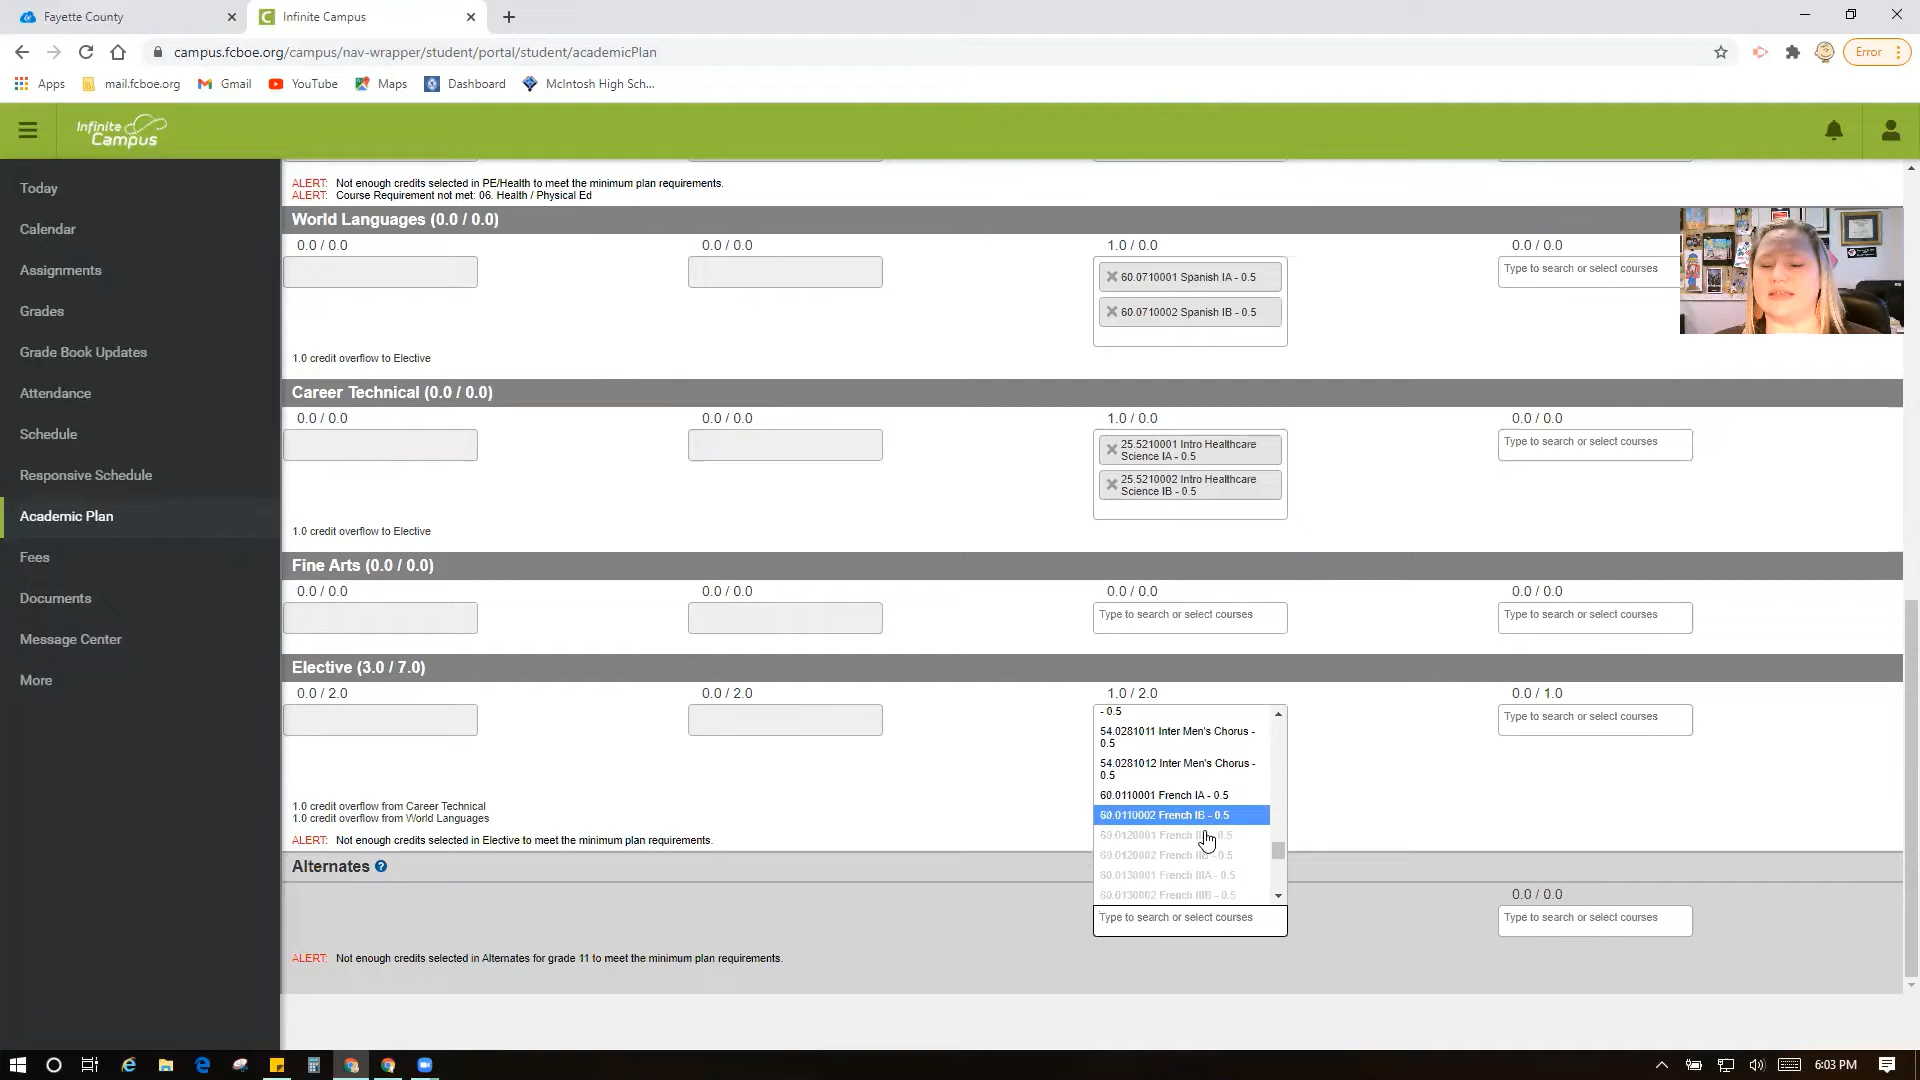 Fayette County
Infinite Campus
campus.fcboe.org/campus/nav-wrapper/student/portal/student/academicPlan
Error
Apps
mail.fcboe.org
Gmail
YouTube
Maps
Dashboard
McIntosh High Sch...
Infinite
Campus
Today
Calendar
Assignments
Grades
Grade Book Updates
Attendance
Schedule
Responsive Schedule
Academic Plan
Fees
Documents
Message Center
More
ALERT: Not enough credits selected in PE/Health to meet the minimum plan requirements.
ALERT: Course Requirement not met: 06. Health / Physical Ed
World Languages (0.0 / 0.0)
0.0 / 0.0 0.0 / 0.0 1.0 / 0.0 0.0 / 0.0
60.0710001 Spanish IA - 0.5
60.0710002 Spanish IB - 0.5
Type to search or select courses
1.0 credit overflow to Elective
Career Technical (0.0 / 0.0)
0.0 / 0.0 0.0 / 0.0 1.0 / 0.0 0.0 / 0.0
25.5210001 Intro Healthcare
Science IA - 0.5
25.5210002 Intro Healthcare
Science IB - 0.5
Type to search or select courses
1.0 credit overflow to Elective
Fine Arts (0.0 / 0.0)
0.0 / 0.0 0.0 / 0.0 0.0 / 0.0 0.0 / 0.0
Type to search or select courses
Type to search or select courses
Elective (3.0 / 7.0)
0.0 / 2.0 0.0 / 2.0 1.0 / 2.0 0.0 / 1.0
- 0.5
54.0281011 Inter Men's Chorus -
0.5
54.0281012 Inter Men's Chorus -
0.5
60.0110001 French IA - 0.5
60.0110002 French IB - 0.5
60.0120001 French - 0.5
60.0120002 French IIB - 0.5
60.0130001 French IIIA - 0.5
60.0130002 French IIIB - 0.5
Type to search or select courses
1.0 credit overflow from Career Technical
1.0 credit overflow from World Languages
ALERT: Not enough credits selected in Elective to meet the minimum plan requirements.
Alternates ?
0.0 / 0.0
Type to search or select courses
Type to search or select courses
ALERT: Not enough credits selected in Alternates for grade 11 to meet the minimum plan requirements.
6:03 PM